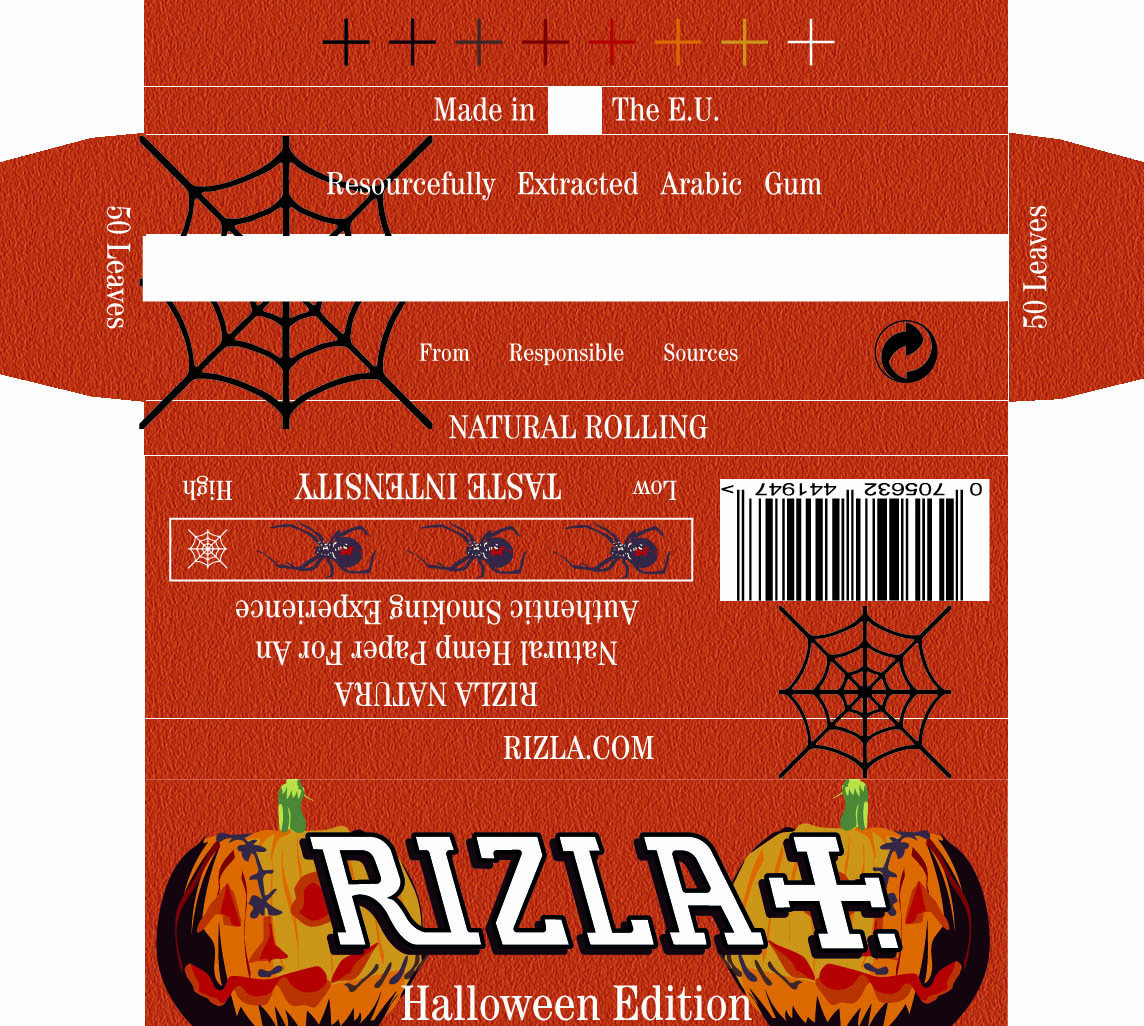 Made in The E.U.
Resourcefully Extracted Arabic Gum
50 Leaves
50 Leaves
From Responsible Sources
NATURAL ROLLING
RIZLA NATURA
Natural Hemp Paper For An
Authentic Smoking Experience
Low TASTE INTENSITY High
0 705632 441947 >
RIZLA.COM
RIZLA+.
Halloween Edition